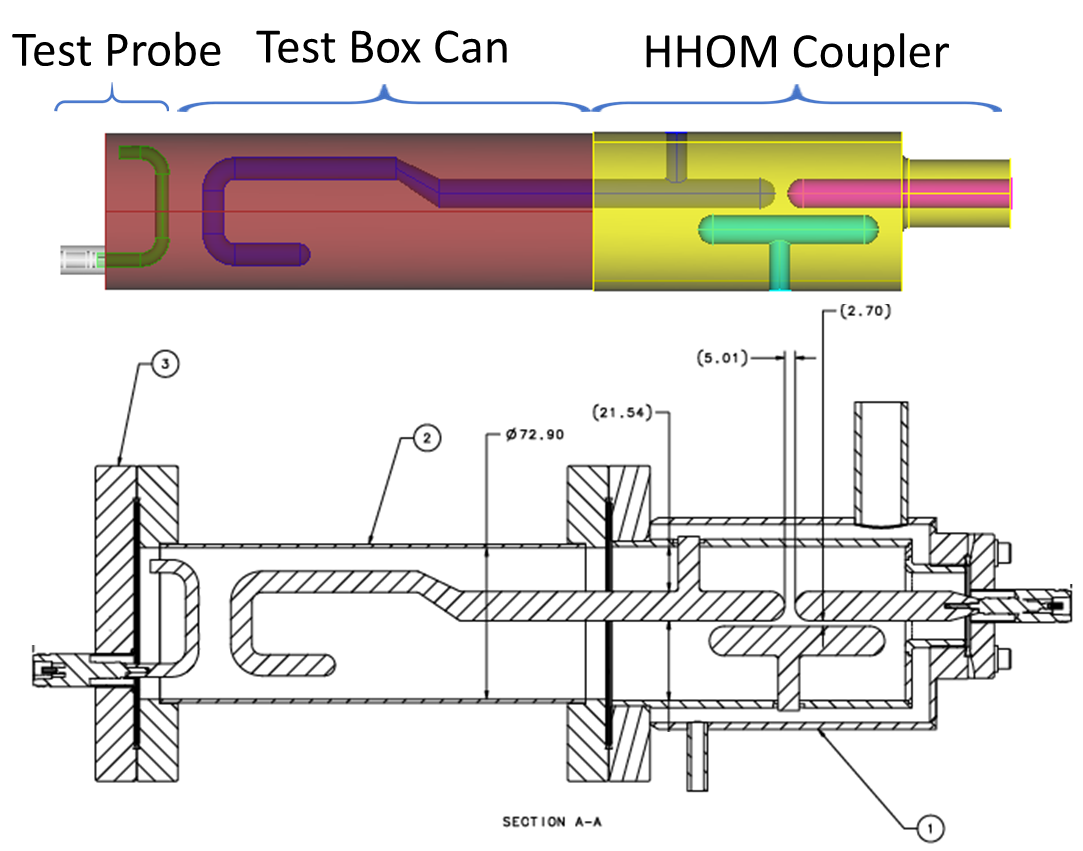 Test Probe
Test Box Can
HHOM Coupler
(2.70)
(5.01)
3
(21.54)
Ø72.90
2
SECTION A-A
1